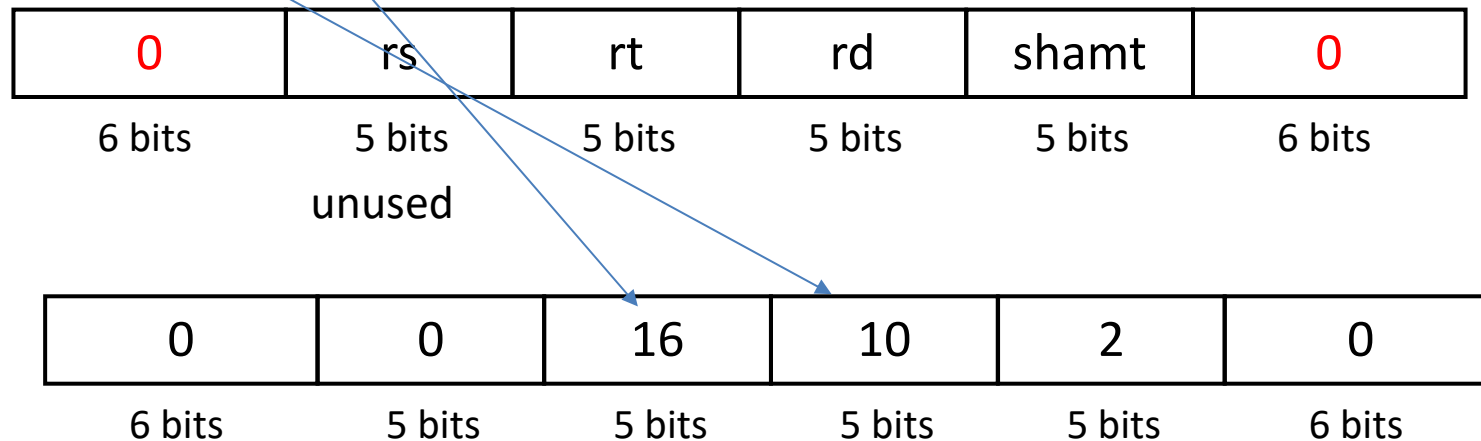 0 rs rt rd shamt 0
6 bits 5 bits 5 bits 5 bits 5 bits 6 bits
unused
0 0 16 10 2 0
6 bits 5 bits 5 bits 5 bits 5 bits 6 bits